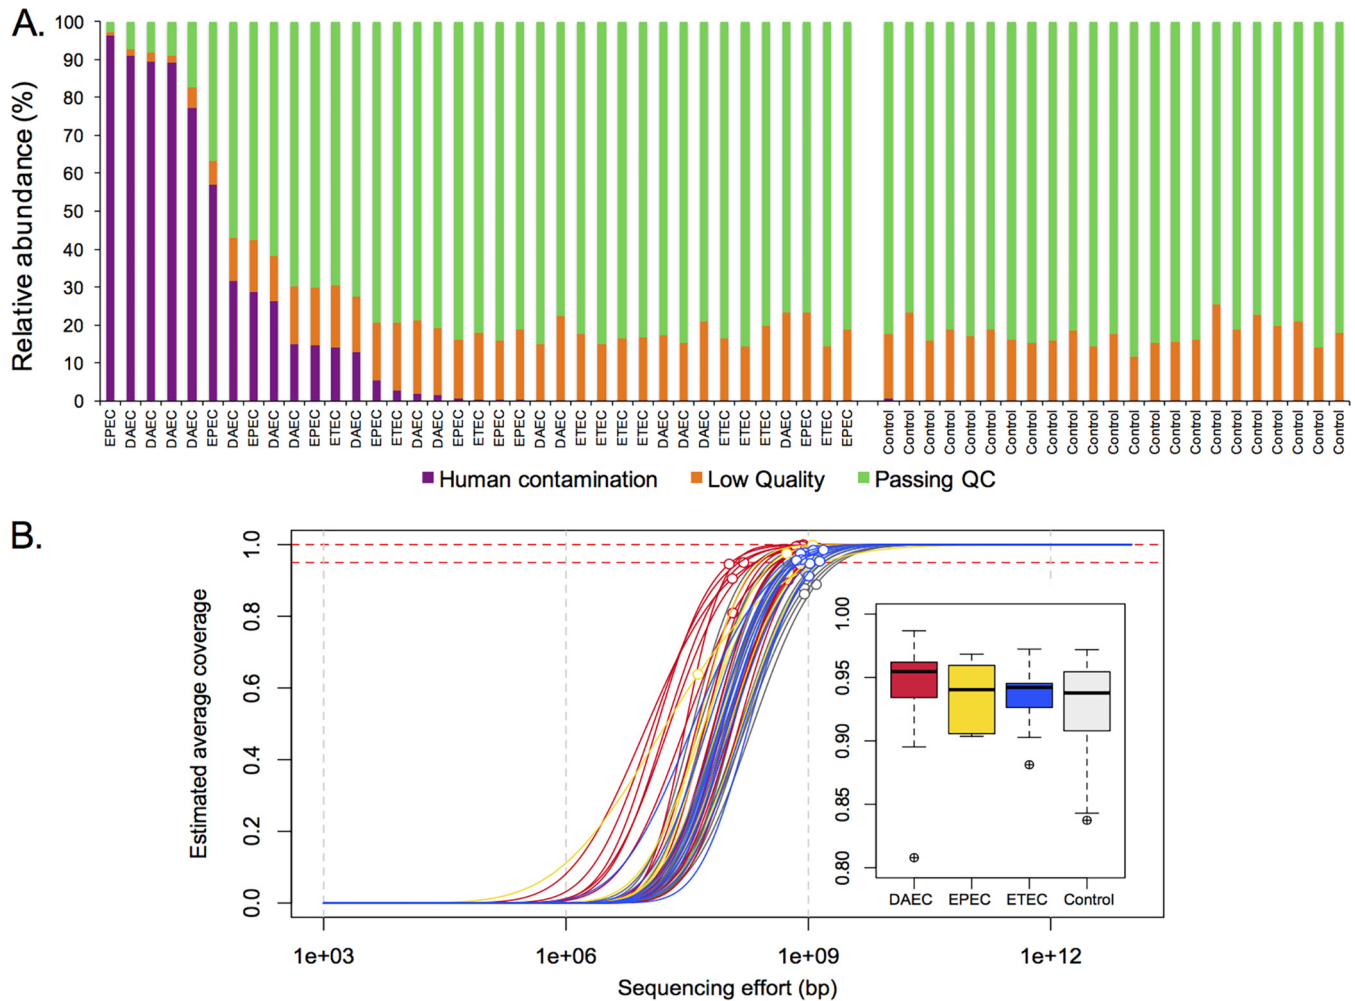 A.
Relative abundance (%)
100
90
80
70
60
50
40
30
20
10
0
EPEC DAEC DAEC DAEC DAEC EPEC DAEC EPEC DAEC DAEC EPEC ETEC DAEC EPEC ETEC DAEC DAEC EPEC ETEC EPEC EPEC DAEC DAEC ETEC ETEC ETEC ETEC DAEC DAEC DAEC ETEC ETEC ETEC DAEC EPEC ETEC EPEC Control Control Control Control Control Control Control Control Control Control Control Control Control Control Control Control Control Control Control Control Control Control Control
Human contamination Low Quality Passing QC
B.
Estimated average coverage
1.0
0.8
0.6
0.4
0.2
0.0
1.00
0.95
0.90
0.85
0.80
DAEC EPEC ETEC Control
1e+03 1e+06 1e+09 1e+12
Sequencing effort (bp)